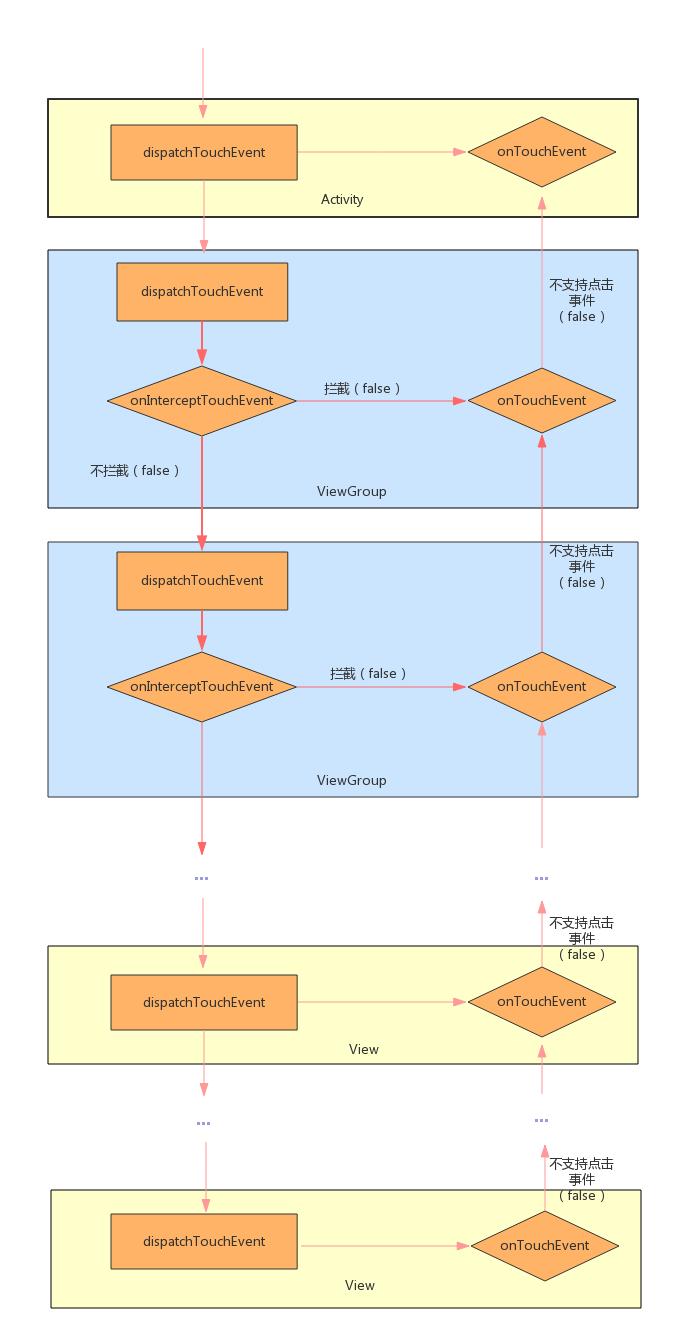 dispatchTouchEvent
onTouchEvent
Activity
dispatchTouchEvent
不支持点击
事件
（false）
onInterceptTouchEvent
拦截（false）
onTouchEvent
不拦截（false）
ViewGroup
不支持点击
事件
（false）
dispatchTouchEvent
onInterceptTouchEvent
拦截（false）
onTouchEvent
ViewGroup
...
...
不支持点击
事件
（false）
dispatchTouchEvent
onTouchEvent
View
...
...
不支持点击
事件
（false）
dispatchTouchEvent
onTouchEvent
View